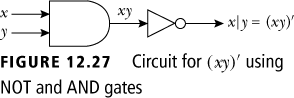 x
y
xy
x|y = (xy)′
FIGURE 12.27 Circuit for (xy)′ using
NOT and AND gates